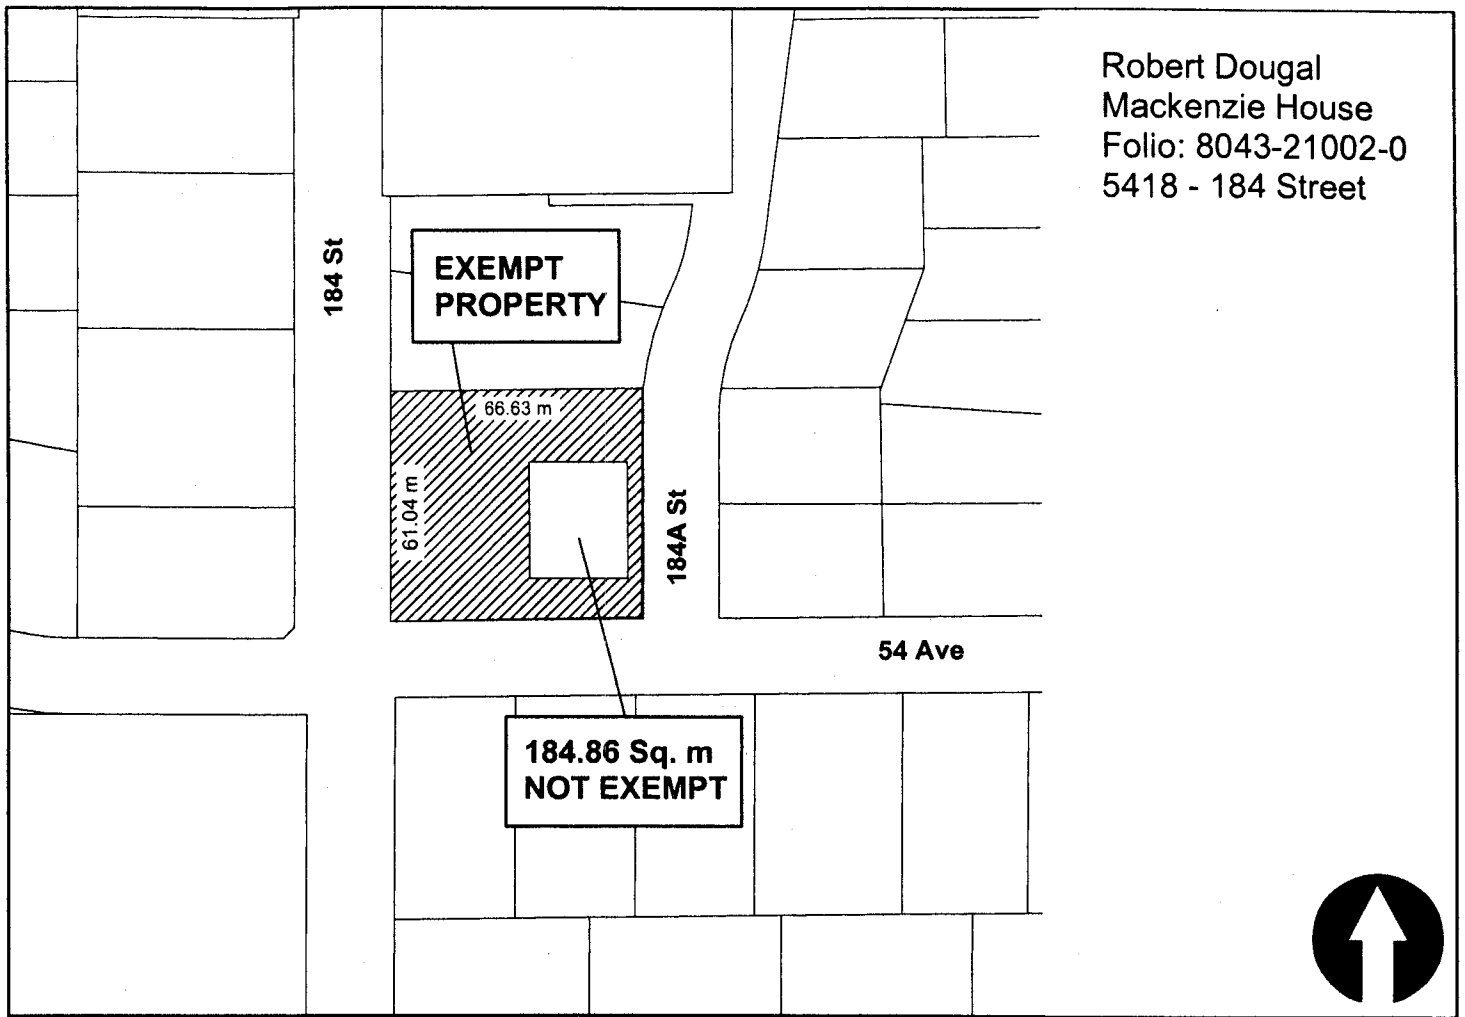 Robert Dougal
Mackenzie House
Folio: 8043-21002-0
5418 - 184 Street
184 St
EXEMPT
PROPERTY
66.63 m
61.04 m
184A St
54 Ave
184.86 Sq. m
NOT EXEMPT